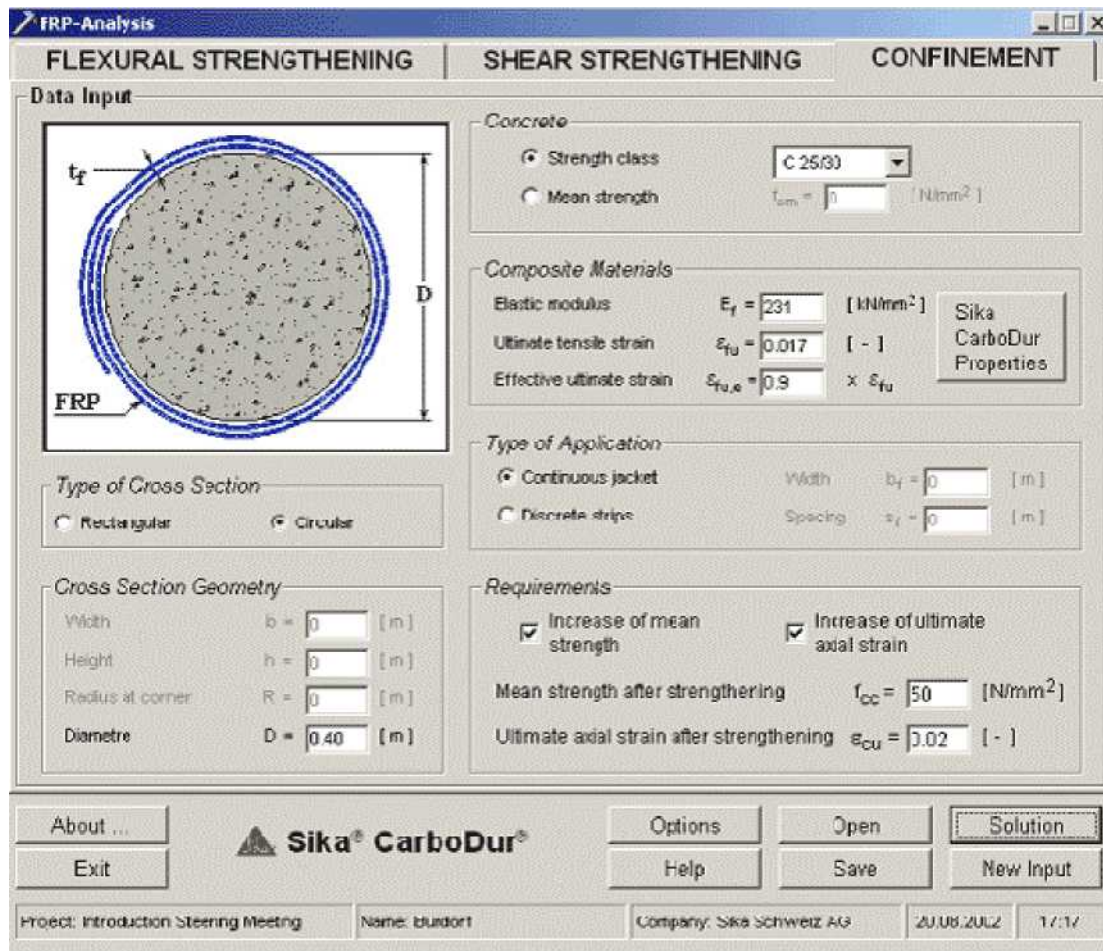 FRP-Analysis
FLEXURAL STRENGTHENING SHEAR STRENGTHENING CONFINEMENT
Data Input
tf
D
FRP
Type of Cross Section
Rectangular Circular
Cross Section Geometry
Width b = 0 [ m ]
Height h = 0 [ m ]
Radius at corner R = 0 [ m ]
Diametre D = 0.40 [ m ]
Concrete
Strength class C 25/30
Mean strength fcm = 0 [ N/mm² ]
Composite Materials
Elastic modulus Ef = 231 [ kN/mm² ]
Ultimate tensile strain εfu = 0.017 [ - ]
Effective ultimate strain εfu,e = 0.9 x εfu
Sika
CarboDur
Properties
Type of Application
Continuous jacket Width bf = 0 [ m ]
Discrete strips Spacing sf = 0 [ m ]
Requirements
Increase of mean
strength
Increase of ultimate
axial strain
Mean strength after strengthening fcc = 50 [N/mm²]
Ultimate axial strain after strengthening εcu = 0.02 [ - ]
About ...
Exit
Sika® CarboDur®
Options Open Solution
Help Save New Input
Project: Introduction Steering Meeting Name: Burdorf Company: Sika Schweiz AG 20.08.2002 17:17